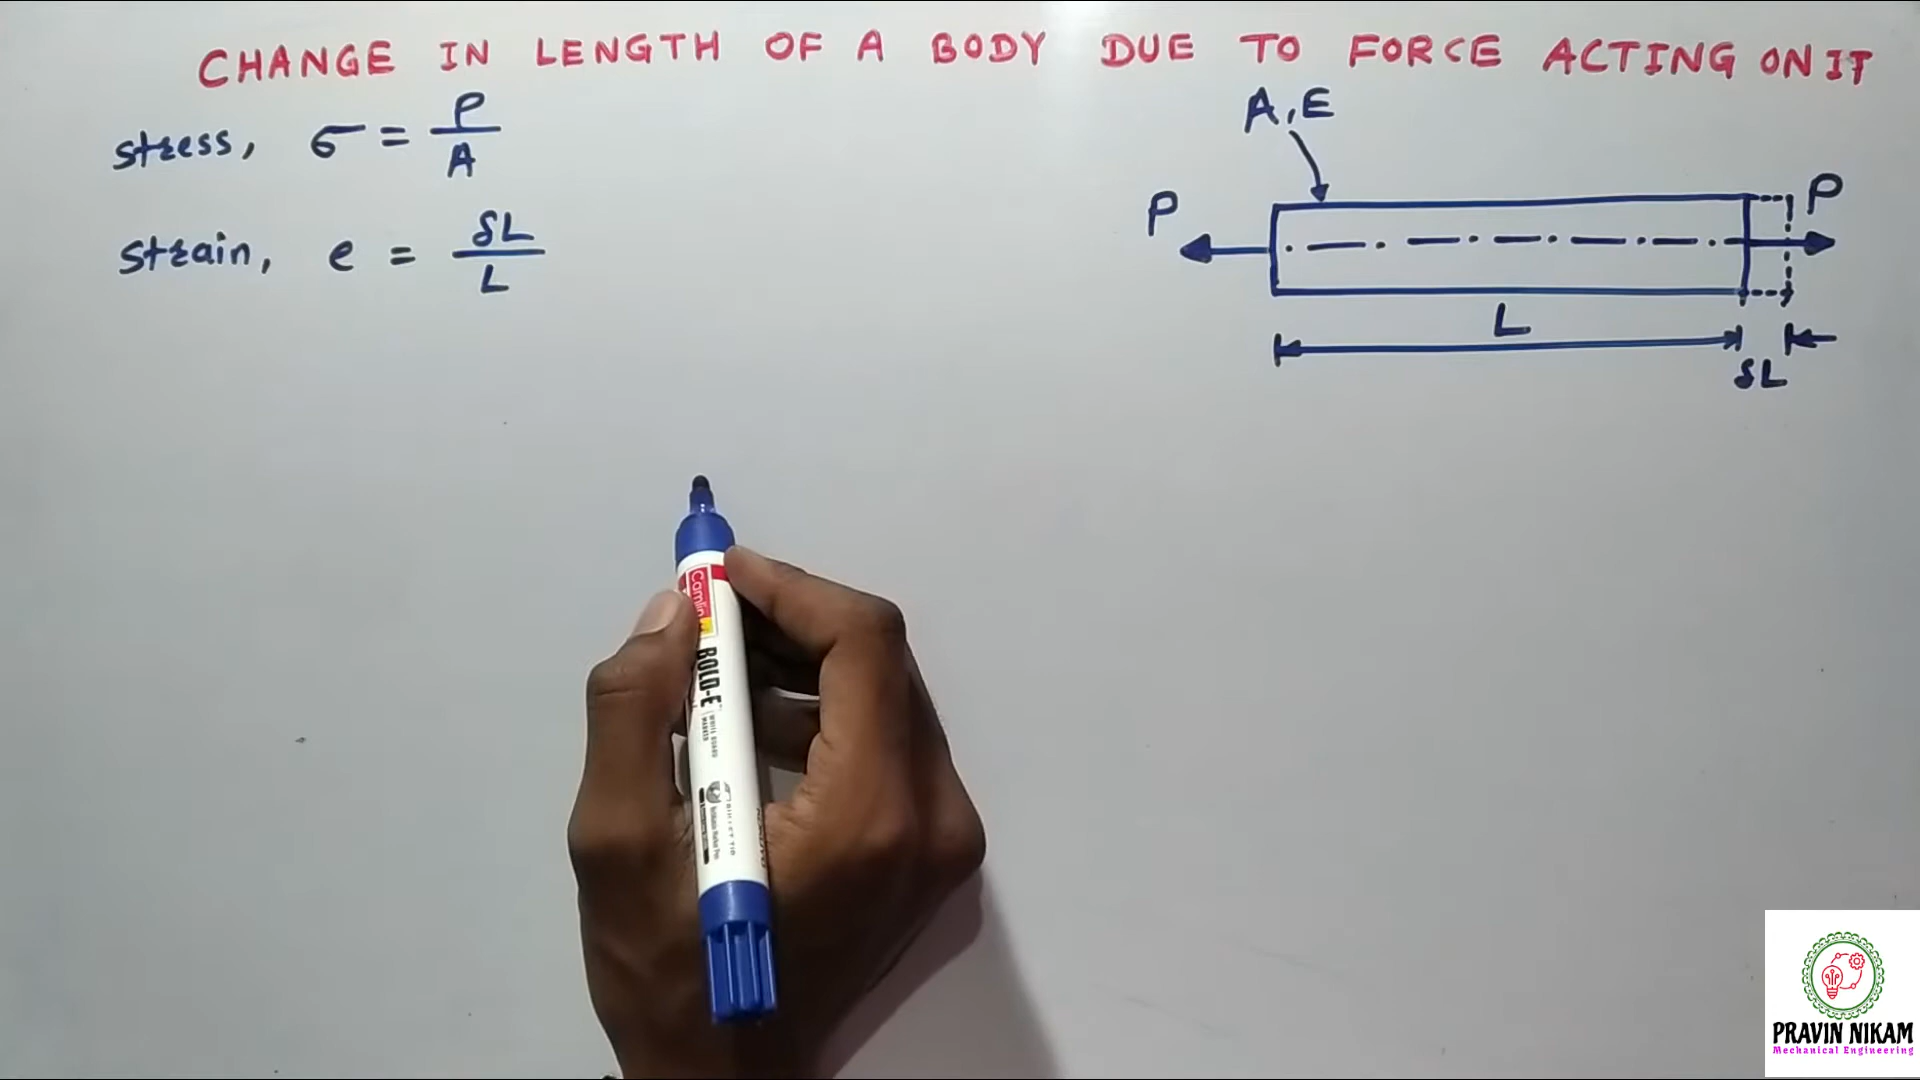 CHANGE IN LENGTH OF A BODY DUE TO FORCE ACTING ON IT
stress, σ = P/A
strain, e = δL/L
A, E
P
P
L
δL
Camlin
BOLD-E
PRAVIN NIKAM
Mechanical Engineering